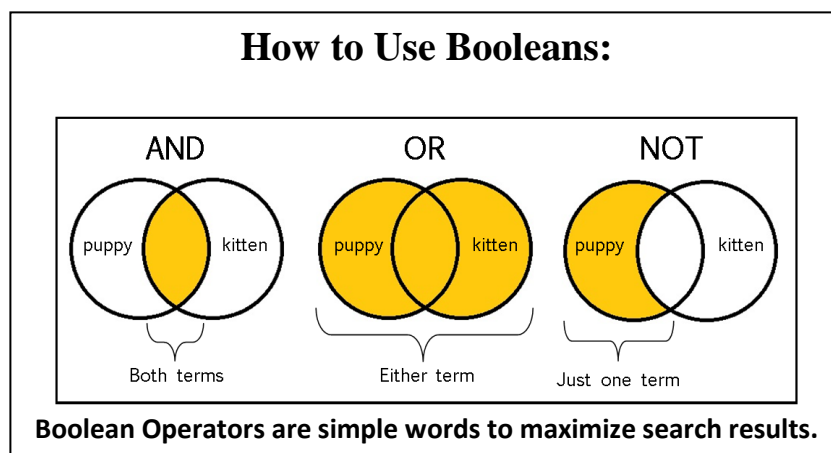 How to Use Booleans:
AND OR NOT
puppy kitten puppy kitten puppy kitten
Both terms Either term Just one term
Boolean Operators are simple words to maximize search results.